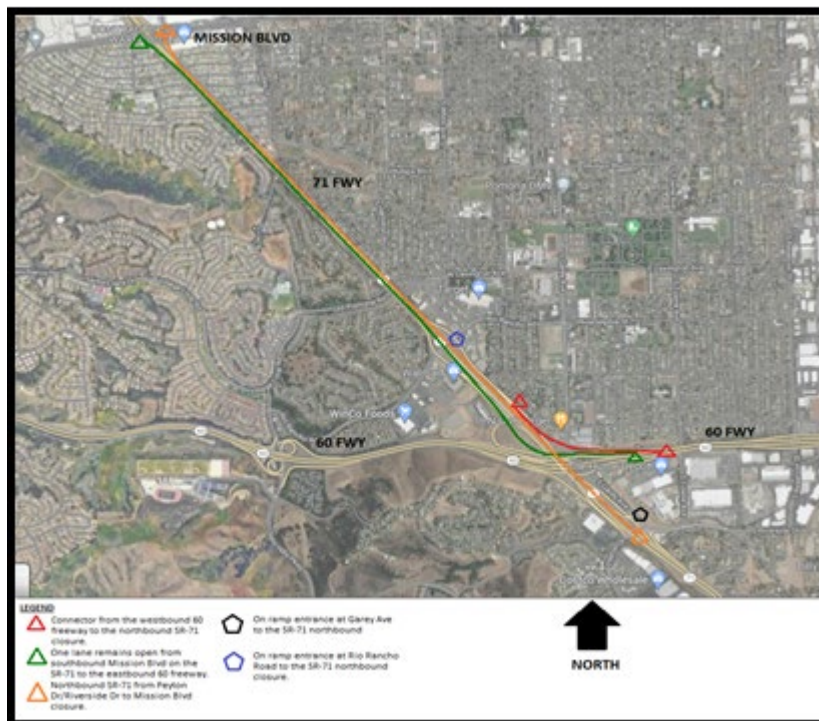 MISSION BLVD
71 FWY
WinCo Foods
60 FWY
60 FWY
Costco Wholesale
LEGEND
Connector from the westbound 60
freeway to the northbound SR-71
closure.
One lane remains open from
southbound Mission Blvd on the
SR-71 to the eastbound 60 freeway.
Northbound SR-71 from Peyton
Dr/Riverside Dr to Mission Blvd
closure.
On ramp entrance at Garey Ave
to the SR-71 northbound
On ramp entrance at Rio Rancho
Road to the SR-71 northbound
closure.
NORTH